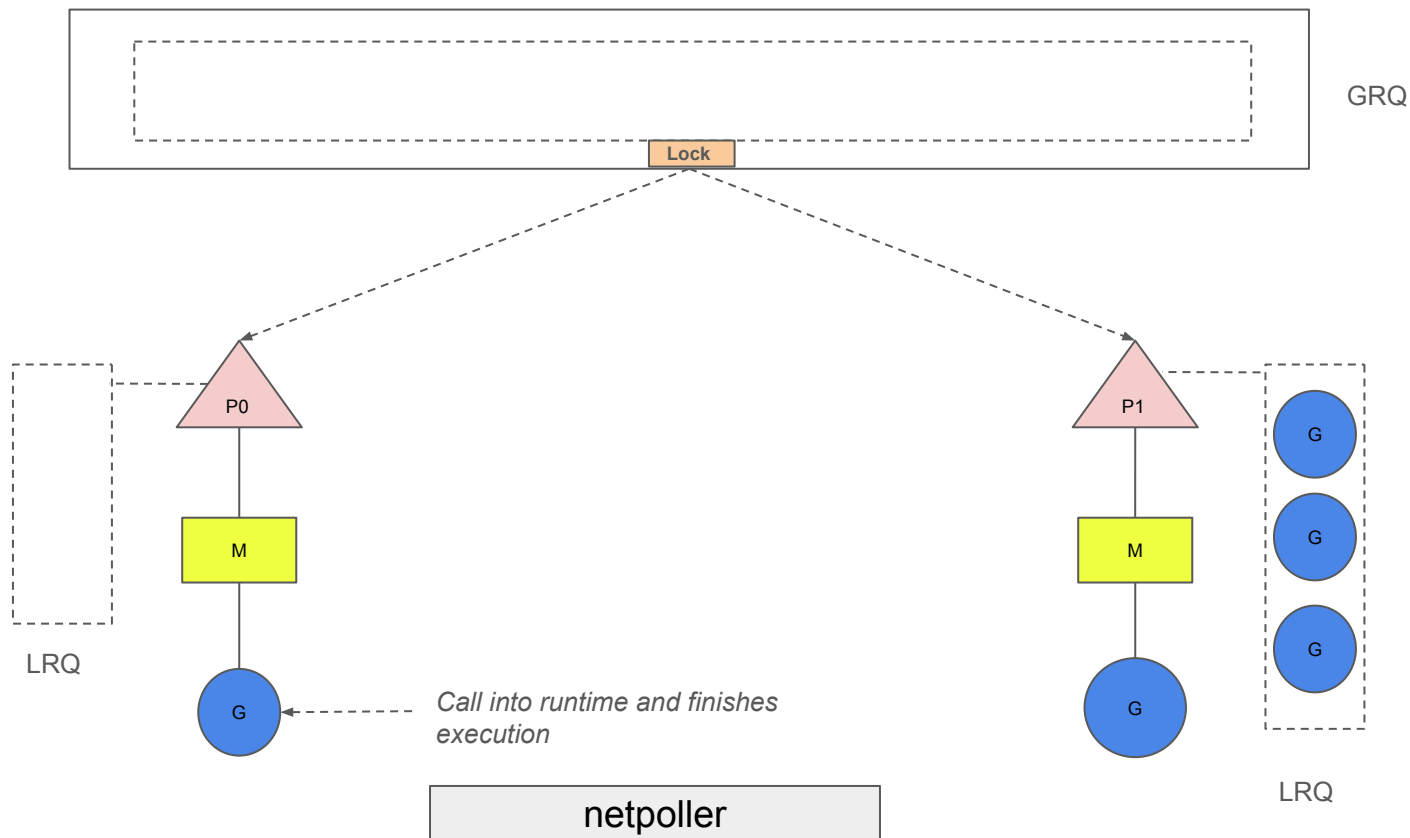 GRQ
Lock
P0
P1
G
G
M
M
G
LRQ
G
Call into runtime and finishes
execution
G
G
LRQ
netpoller